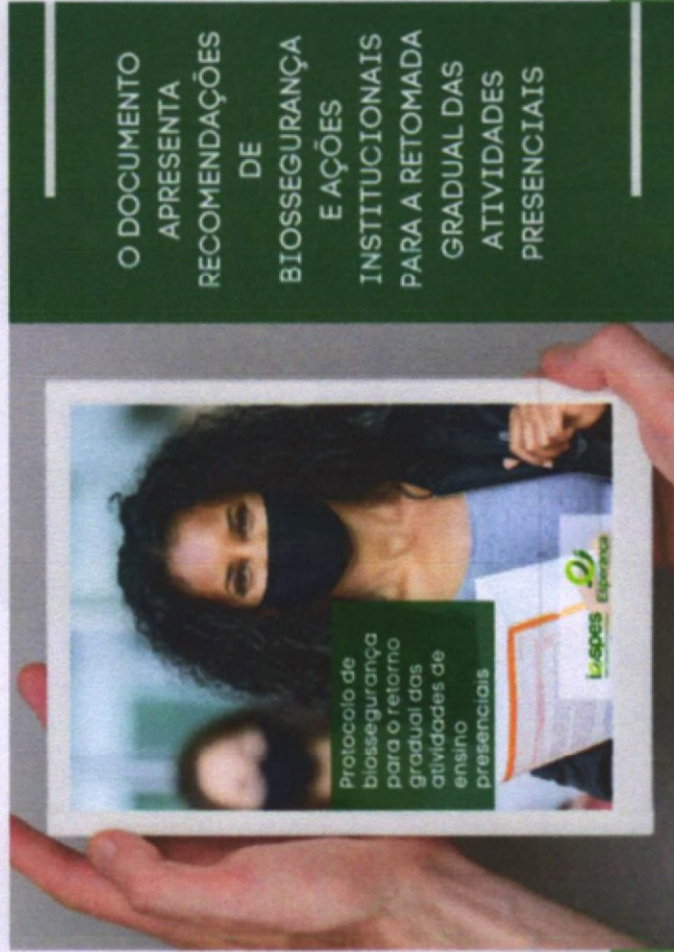 O DOCUMENTO
APRESENTA
RECOMENDAÇÕES
DE
BIOSSEGURANÇA
E AÇÕES
INSTITUCIONAIS
PARA A RETOMADA
GRADUAL DAS
ATIVIDADES
PRESENCIAIS
Protocolo de
biossegurança
para o retorno
gradual das
atividades de
ensino
presenciais
iespes
Esperança